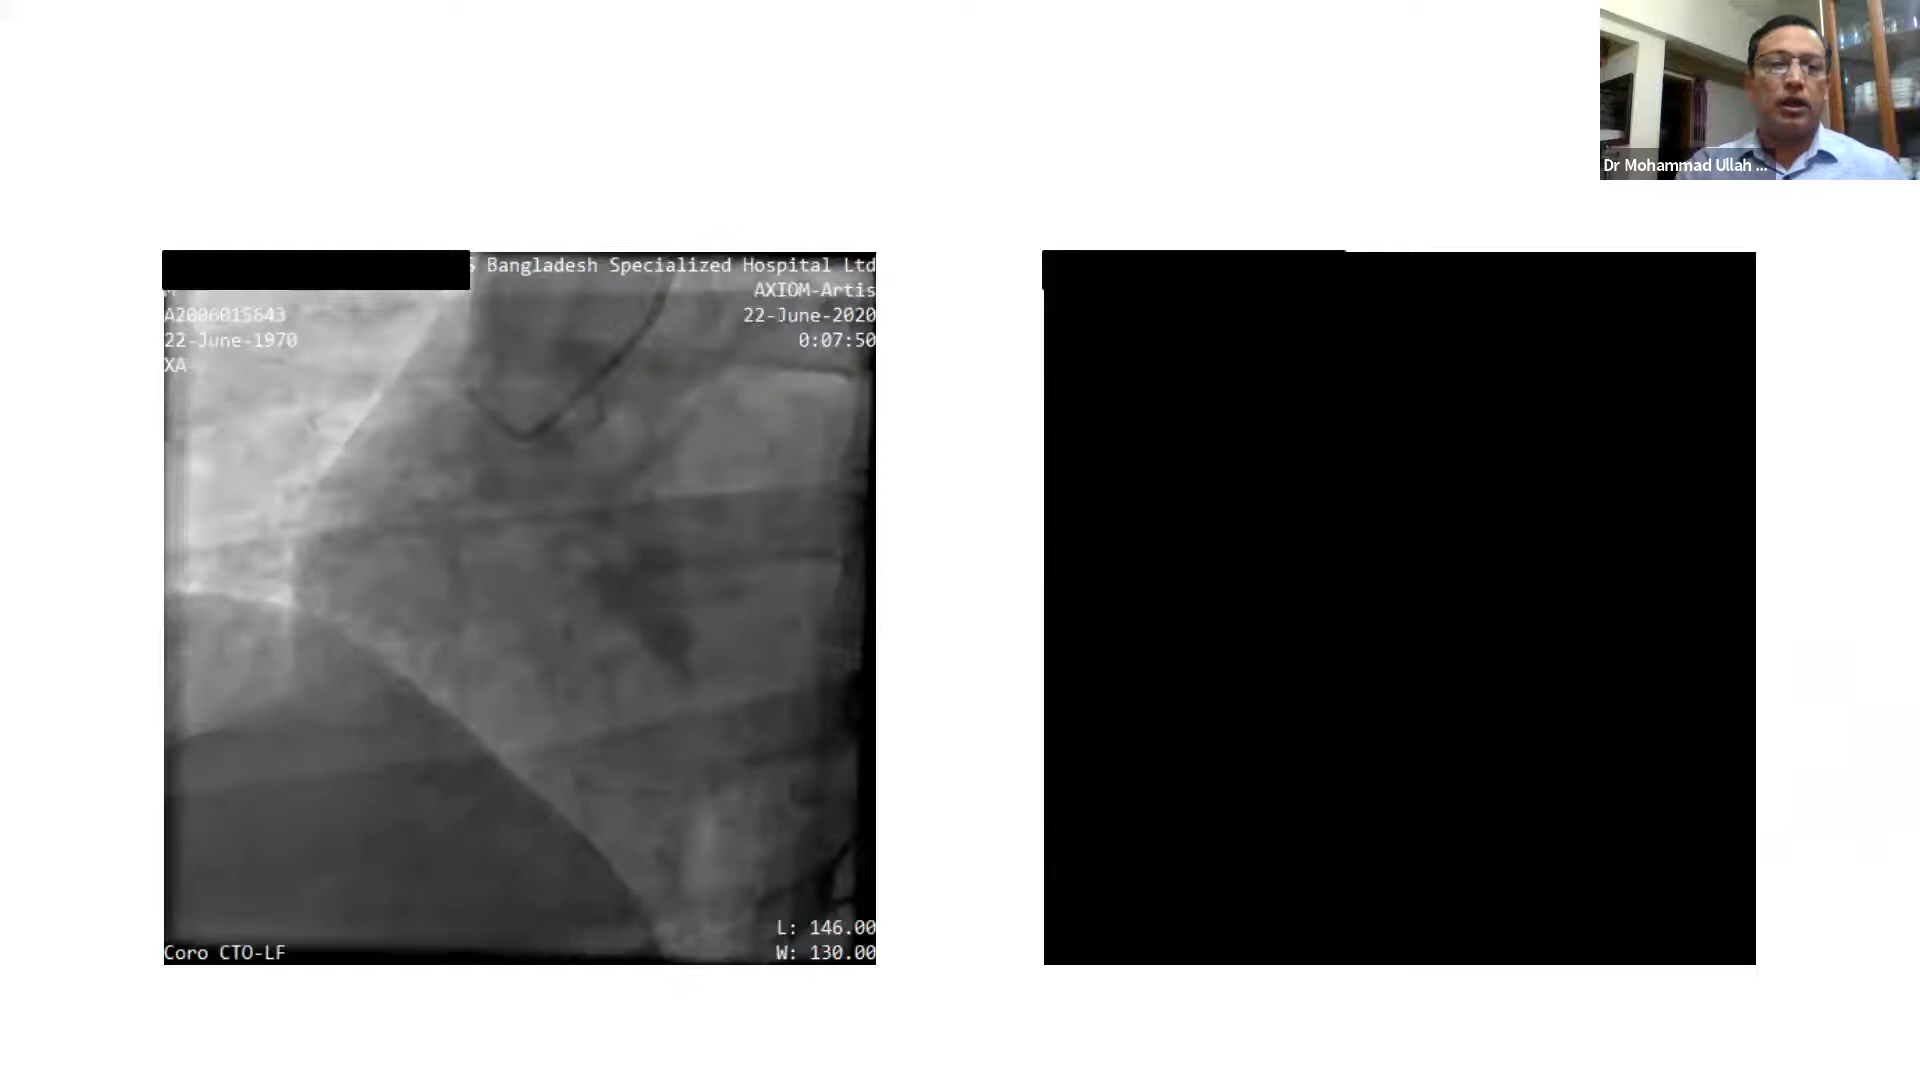 Dr Mohammad Ullah ...
Bangladesh Specialized Hospital Ltd
AXIOM-Artis
A2006015643
22-June-2020
22-June-1970
0:07:50
XA
L: 146.00
Coro CTO-LF
W: 130.00